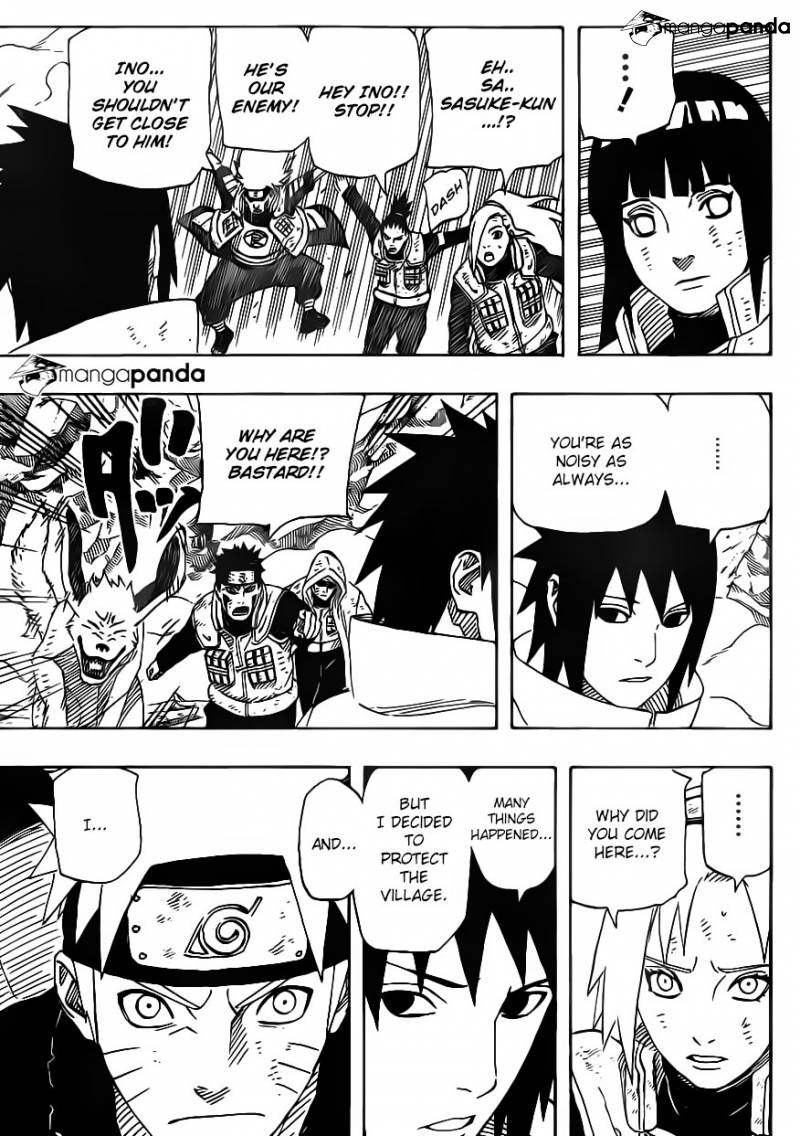 mangapanda
......!
EH..
SA..
SASUKE-KUN
...!?
DASH
HEY INO!!
STOP!!
HE'S
OUR
ENEMY!
INO...
YOU
SHOULDN'T
GET CLOSE
TO HIM!
mangapanda
......
YOU'RE AS
NOISY AS
ALWAYS...
WHY ARE
YOU HERE!?
BASTARD!!
ダッ
......
WHY DID
YOU COME
HERE...?
MANY
THINGS
HAPPENED...
BUT
I DECIDED
TO
PROTECT
THE
VILLAGE.
AND...
I...